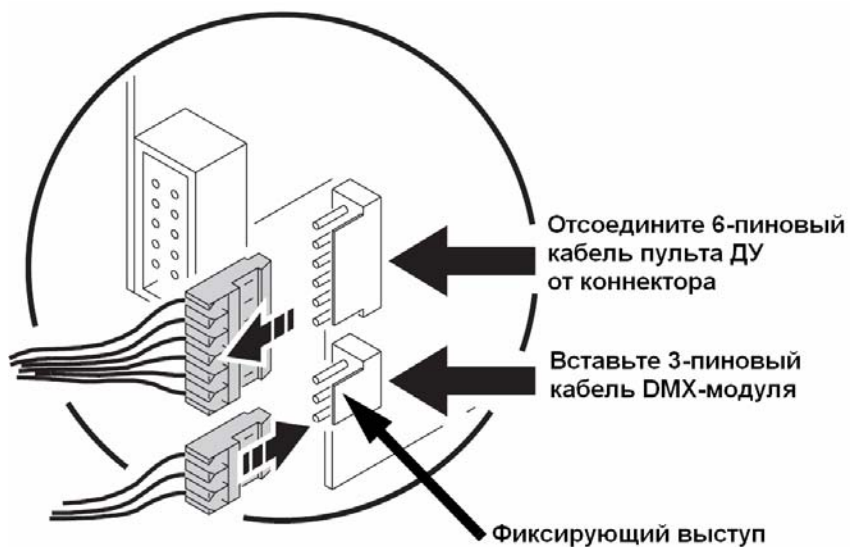 Отсоедините 6-пиновый
кабель пульта ДУ
от коннектора
Вставьте 3-пиновый
кабель DMX-модуля
Фиксирующий выступ